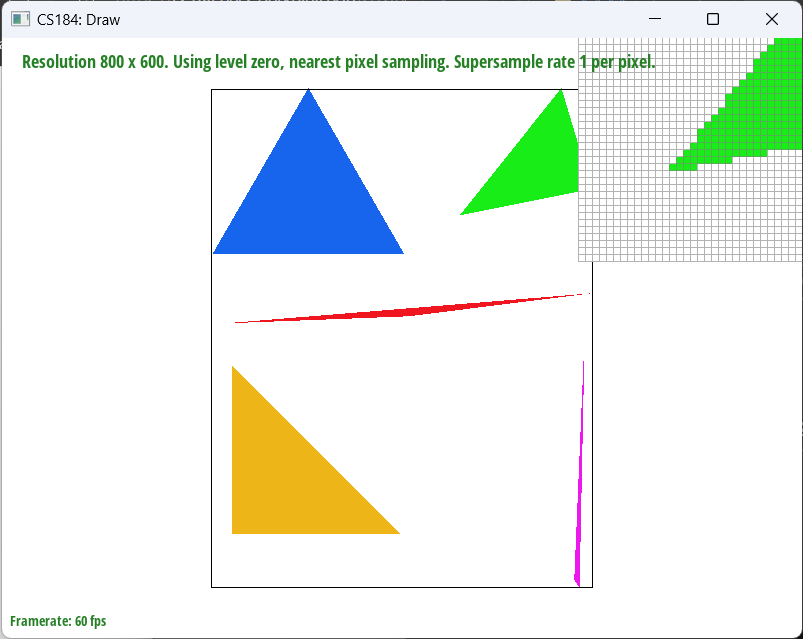 CS184: Draw
Resolution 800 x 600. Using level zero, nearest pixel sampling. Supersample rate 1 per pixel.
Framerate: 60 fps